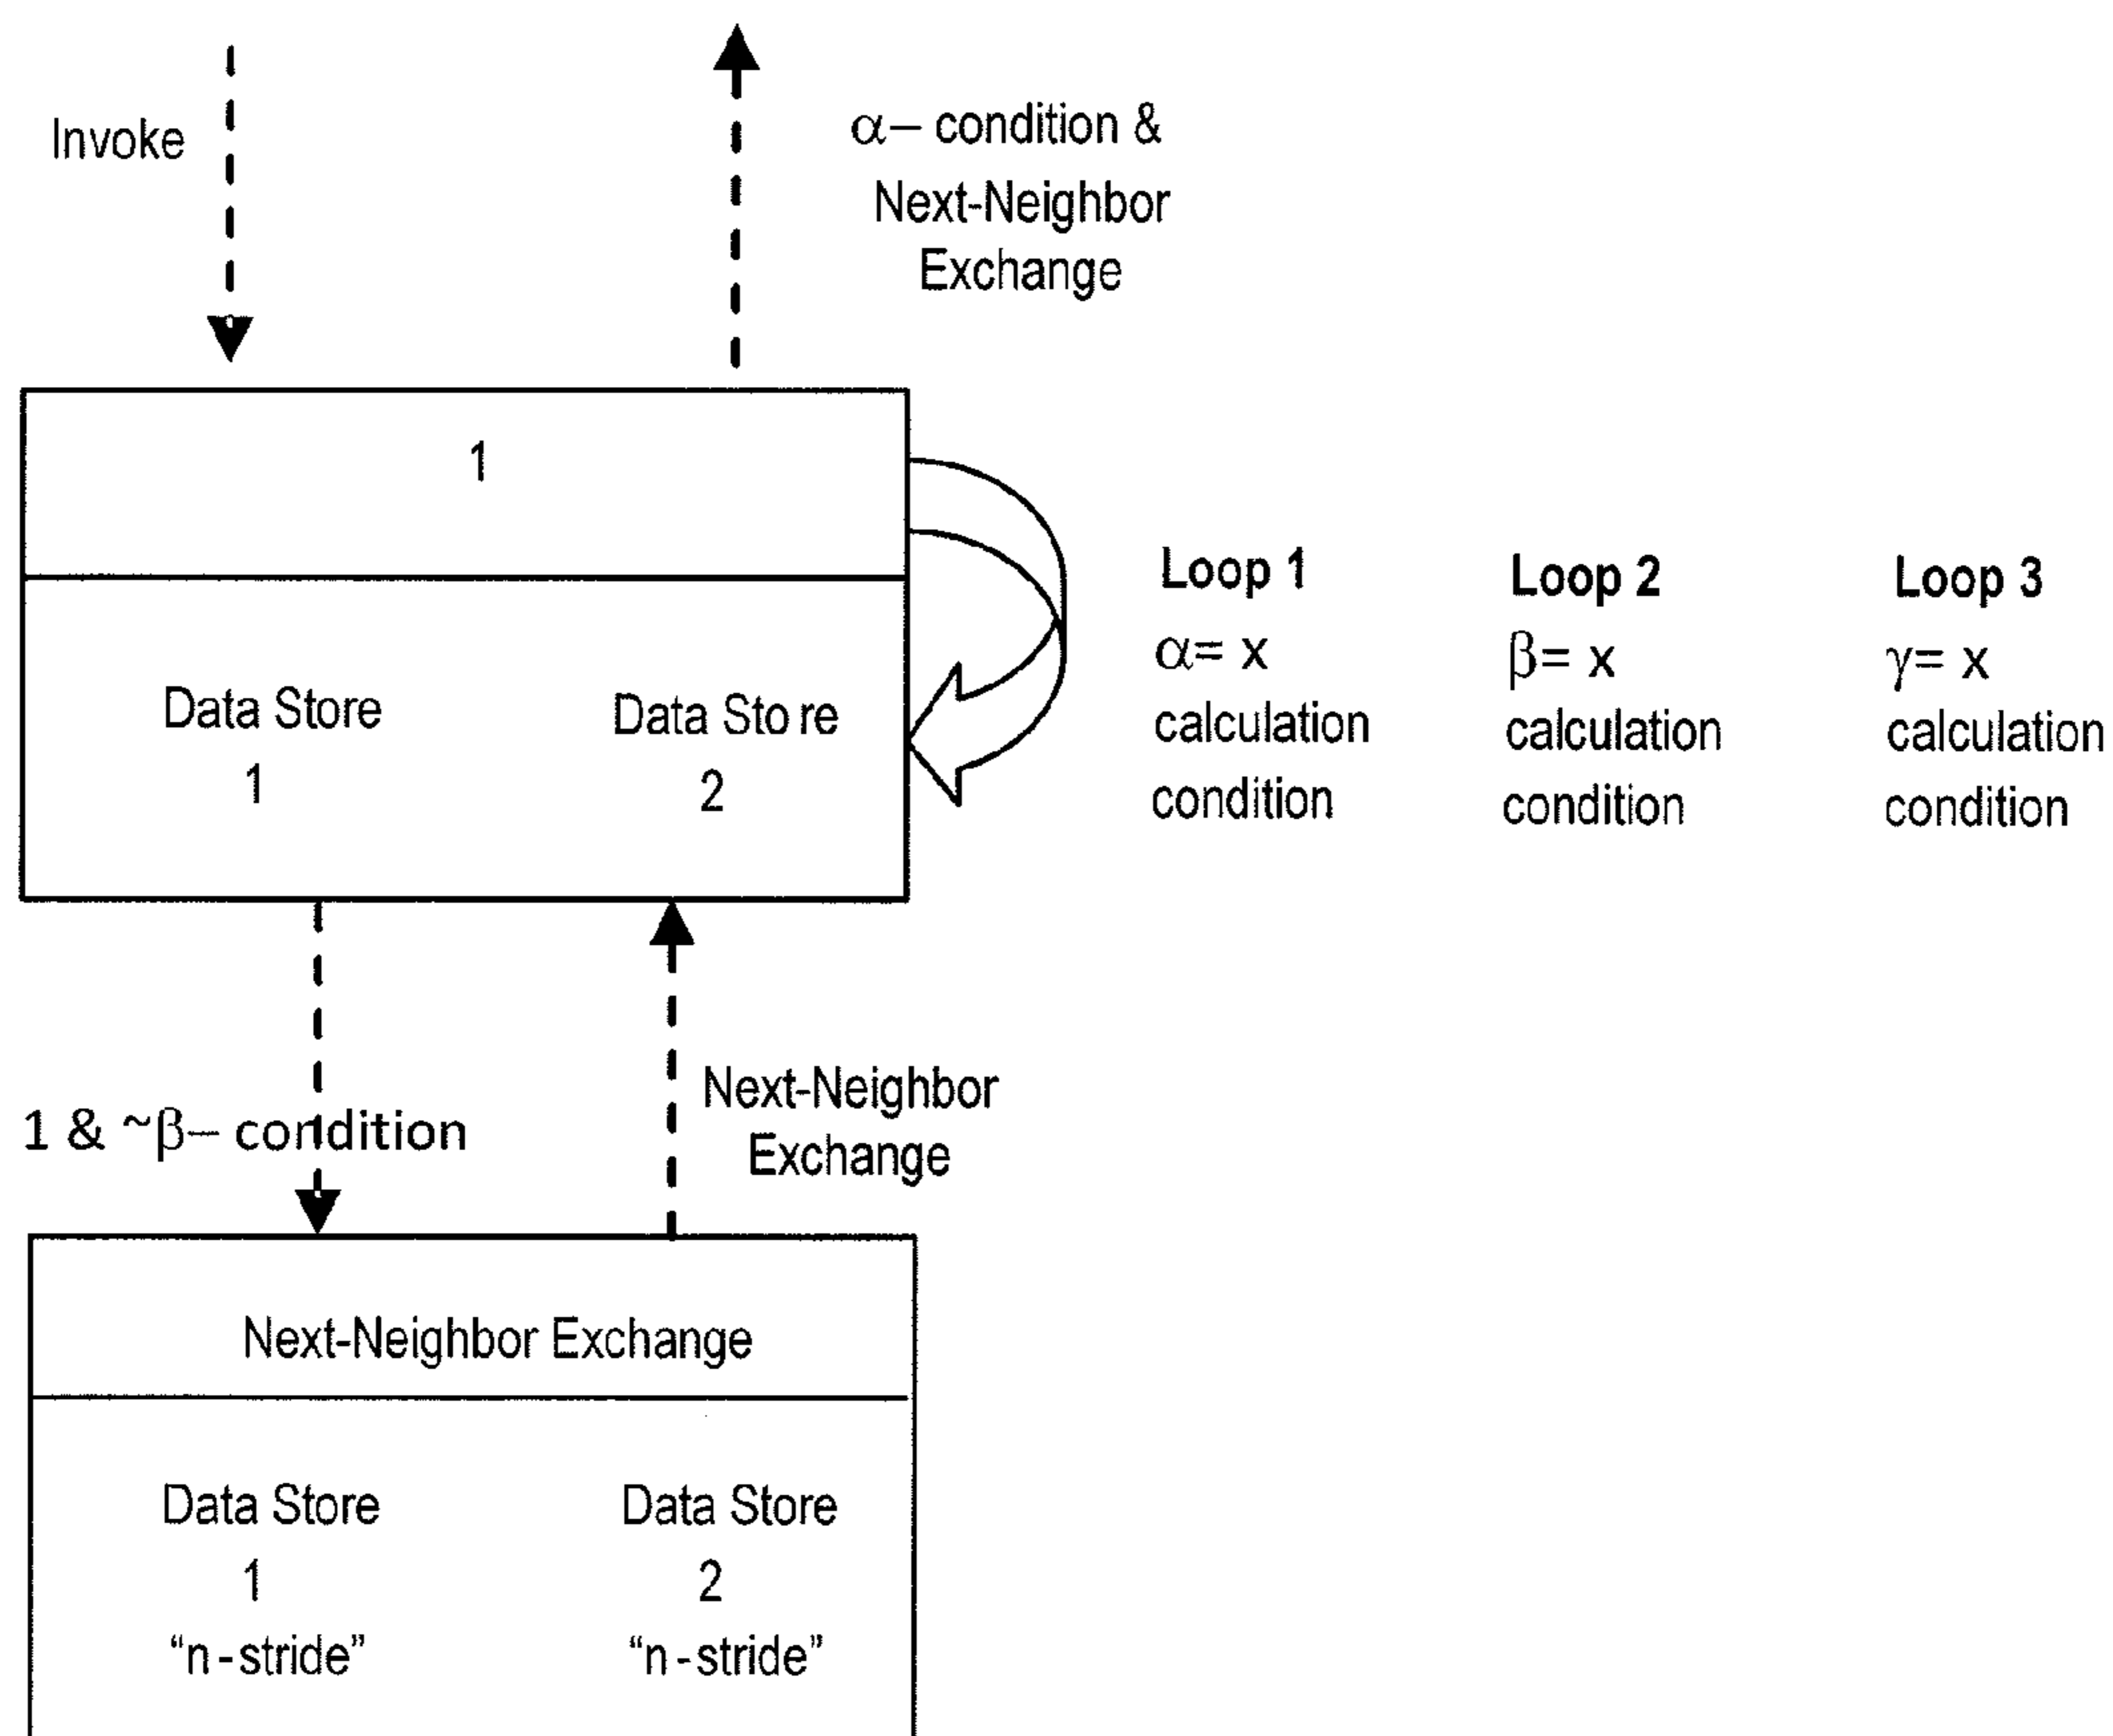 Invoke
α– condition &
Next-Neighbor
Exchange
1
Data Store
1
Data Store
2
Loop 1
α= x
calculation
condition
Loop 2
β= x
calculation
condition
Loop 3
γ= x
calculation
condition
1 & ~β– condition
Next-Neighbor
Exchange
Next-Neighbor Exchange
Data Store
1
“n-stride”
Data Store
2
“n-stride”